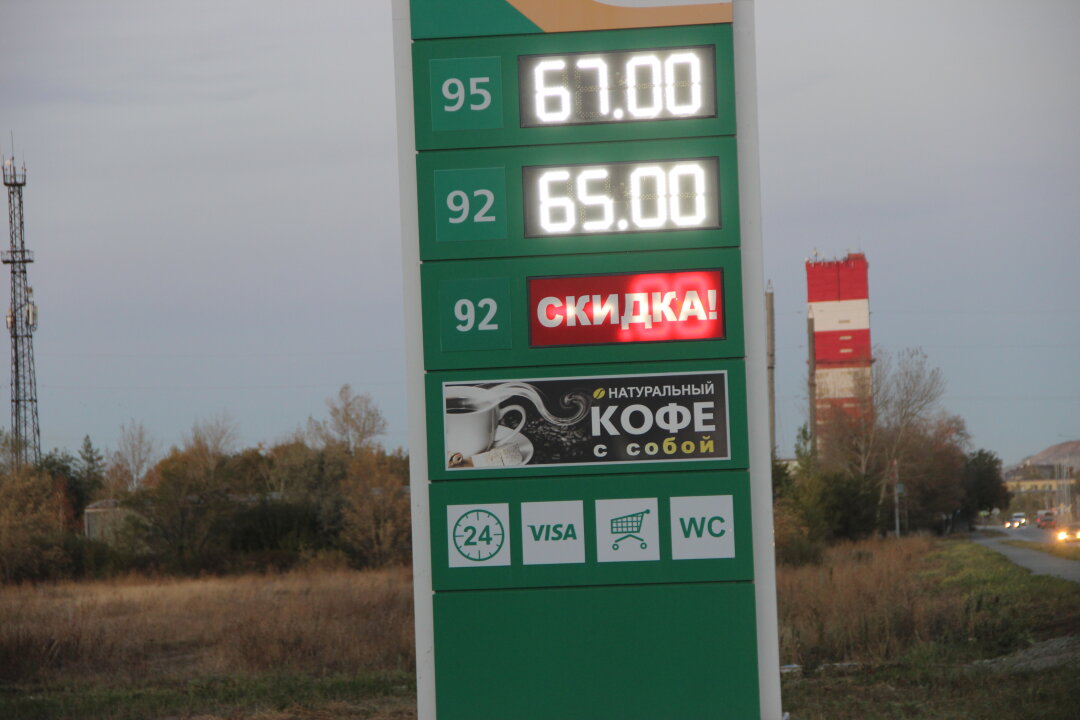 95 67.00
92 65.00
92 СКИДКА!
НАТУРАЛЬНЫЙ
КОФЕ
с собой
24 VISA WC